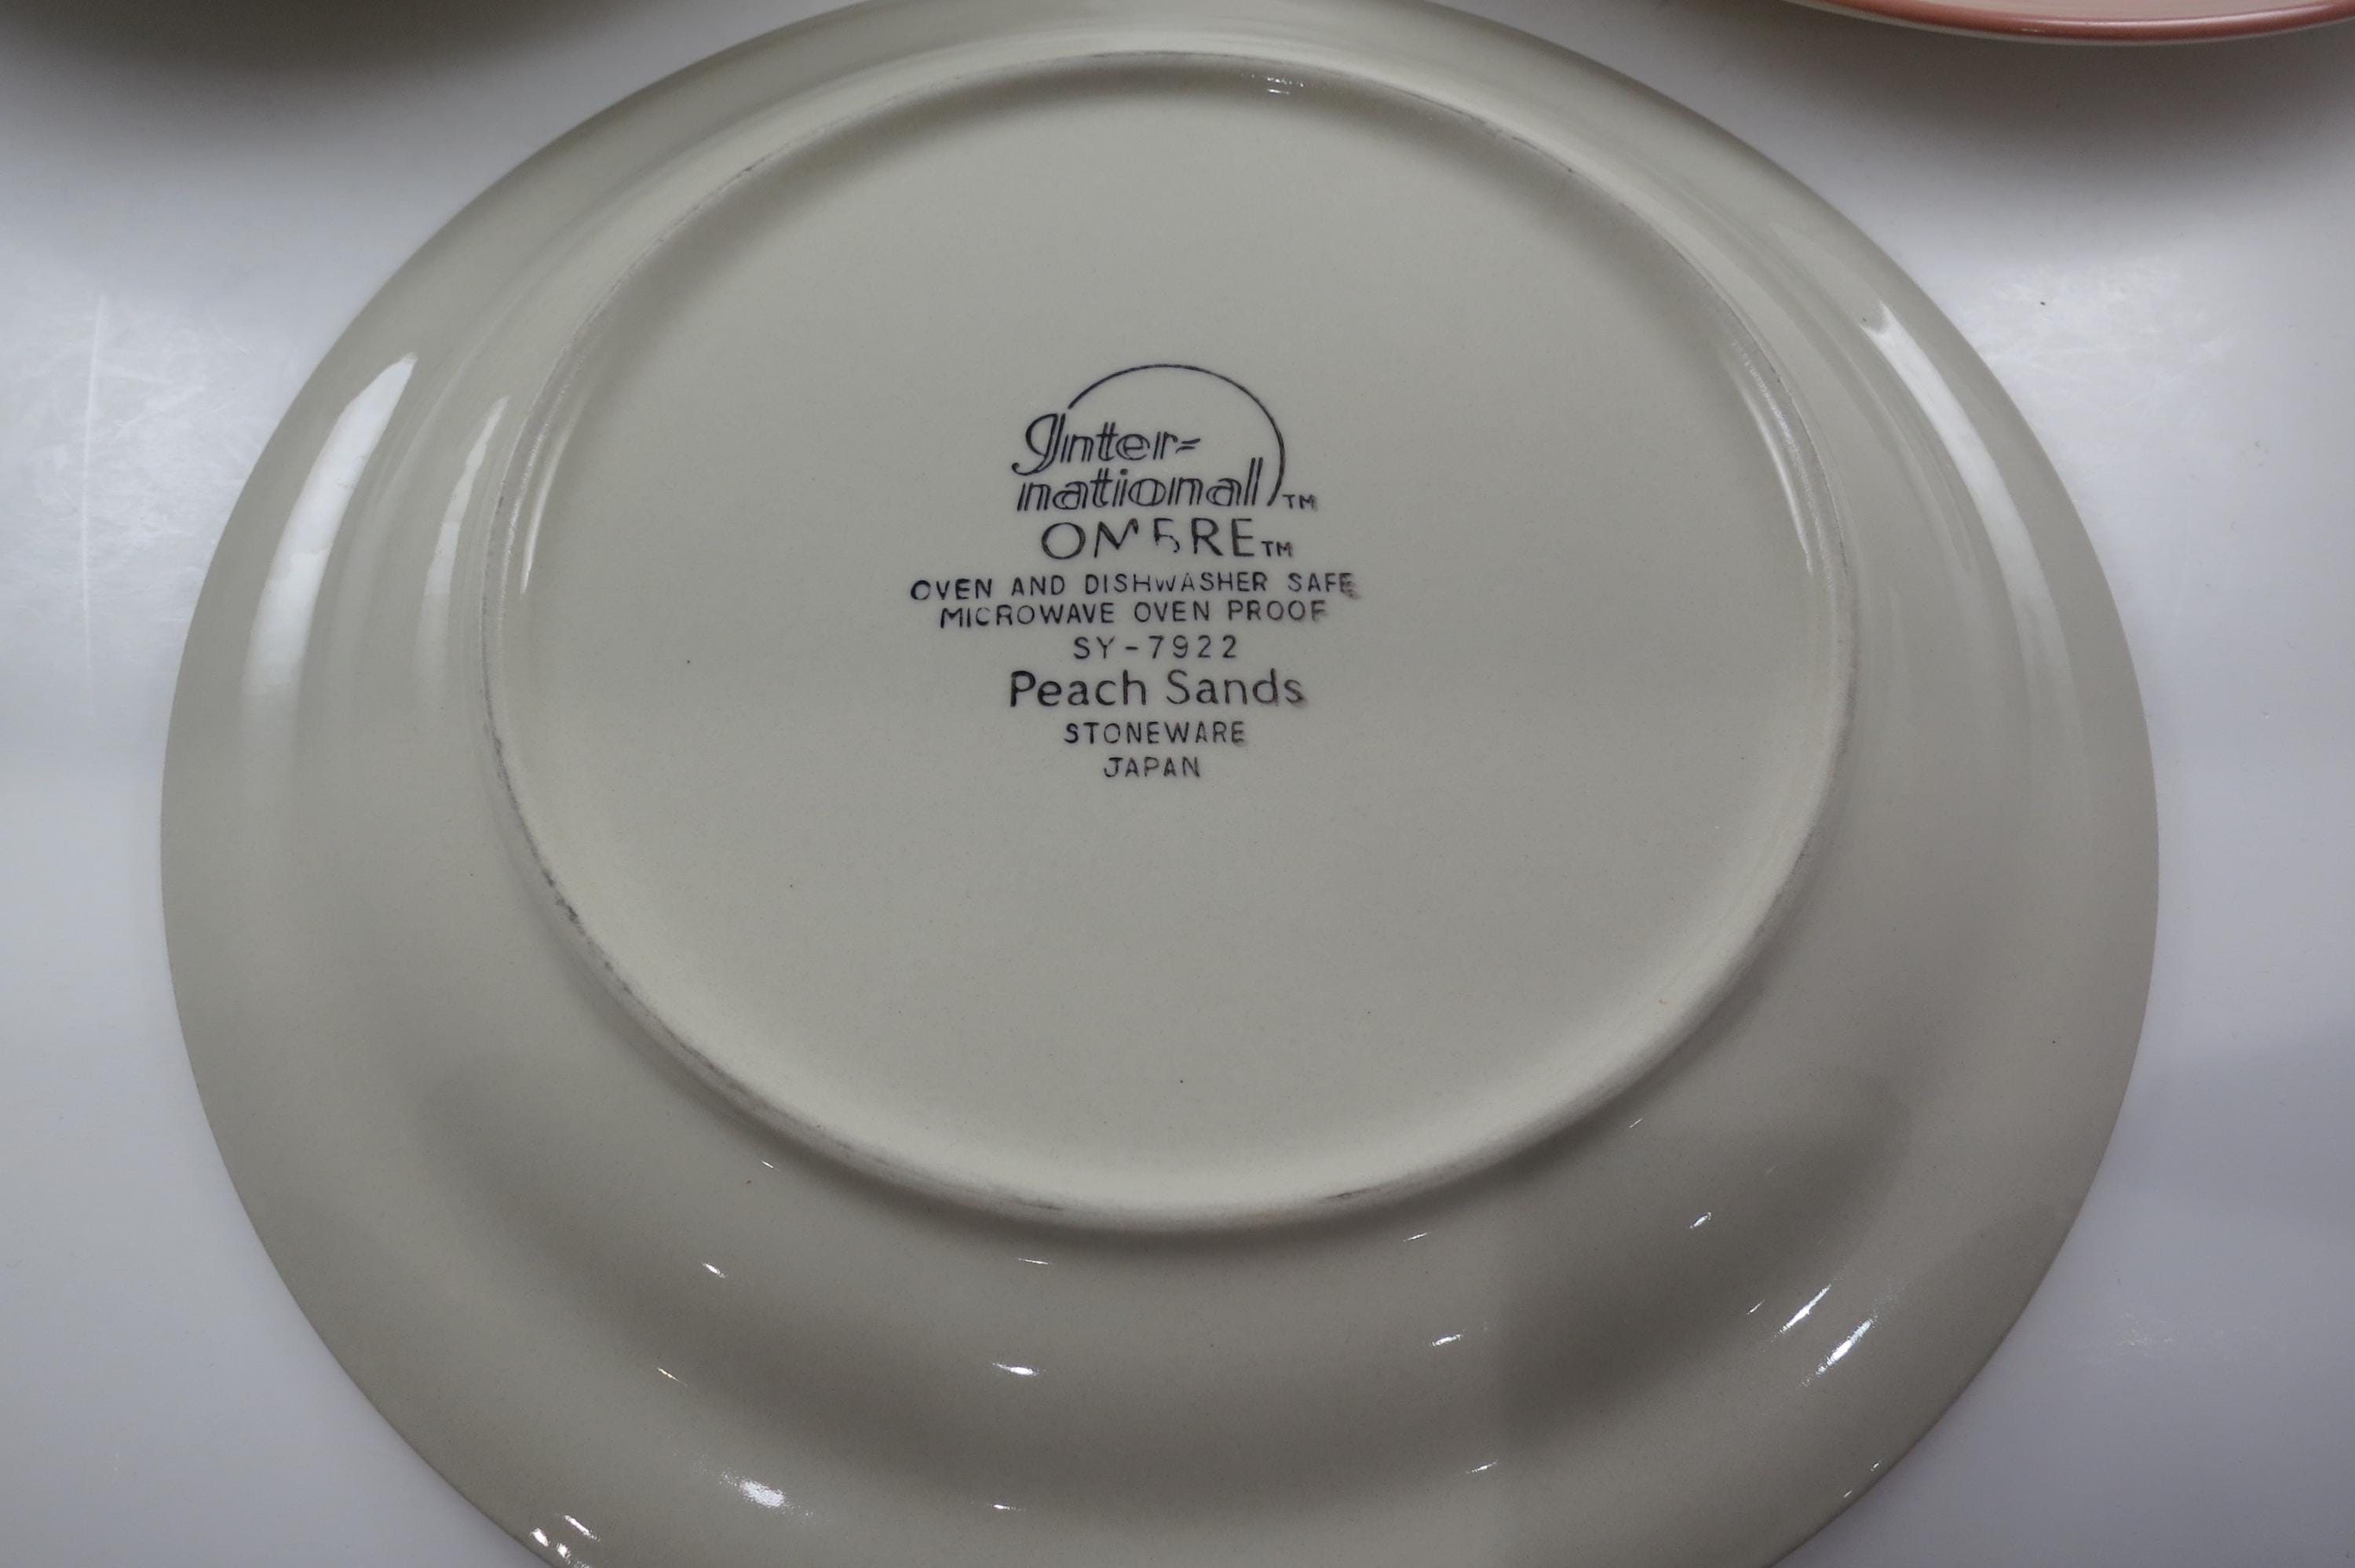 Inter-
national TM
OMBRE TM
OVEN AND DISHWASHER SAFE
MICROWAVE OVEN PROOF
SY-7922
Peach Sands
STONEWARE
JAPAN